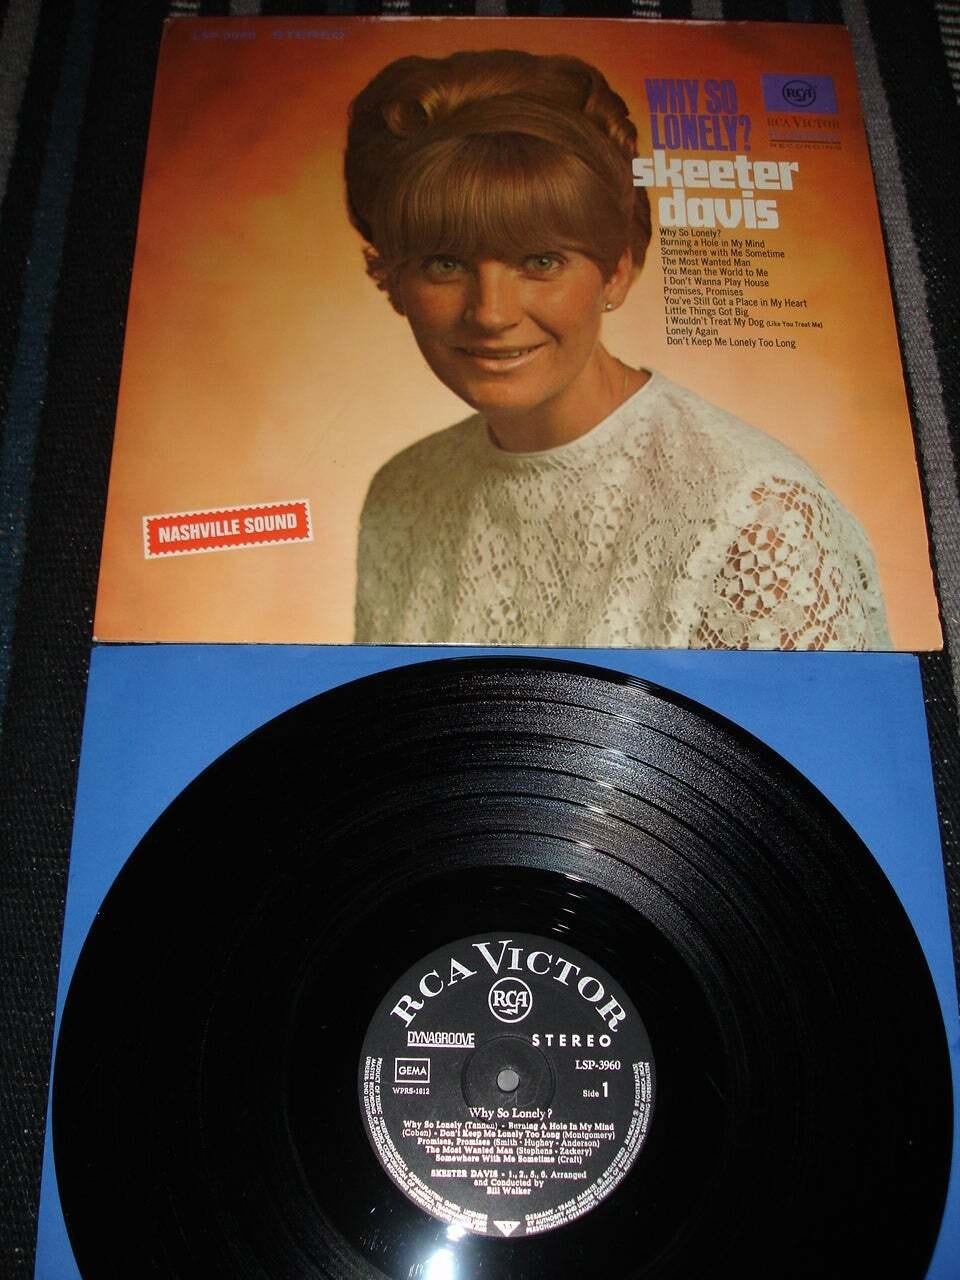 LSP-3960 STEREO
WHY SO
LONELY?
RCA
RCA VICTOR
RECORDING
skeeter
davis
Why So Lonely?
Burning a Hole in My Mind
Somewhere with Me Sometime
The Most Wanted Man
You Mean the World to Me
I Don't Wanna Play House
Promises, Promises
You've Still Got a Place in My Heart
Little Things Got Big
I Wouldn't Treat My Dog (Like You Treat Me)
Lonely Again
Don't Keep Me Lonely Too Long
NASHVILLE SOUND
RCA VICTOR
RCA
DYNAGROOVE STEREO
GEMA LSP-3960
WPRS-1812 Side 1
Why So Lonely?
Why So Lonely (Tannen) - Burning A Hole In My Mind
(Coben) - Don't Keep Me Lonely Too Long (Montgomery)
Promises, Promises (Smith - Hughey - Anderson)
The Most Wanted Man (Stephens - Zackery)
Somewhere With Me Sometime (Craft)
SKEETER DAVIS - 1., 2., 5., 6. Arranged
and Conducted by
Bill Walker